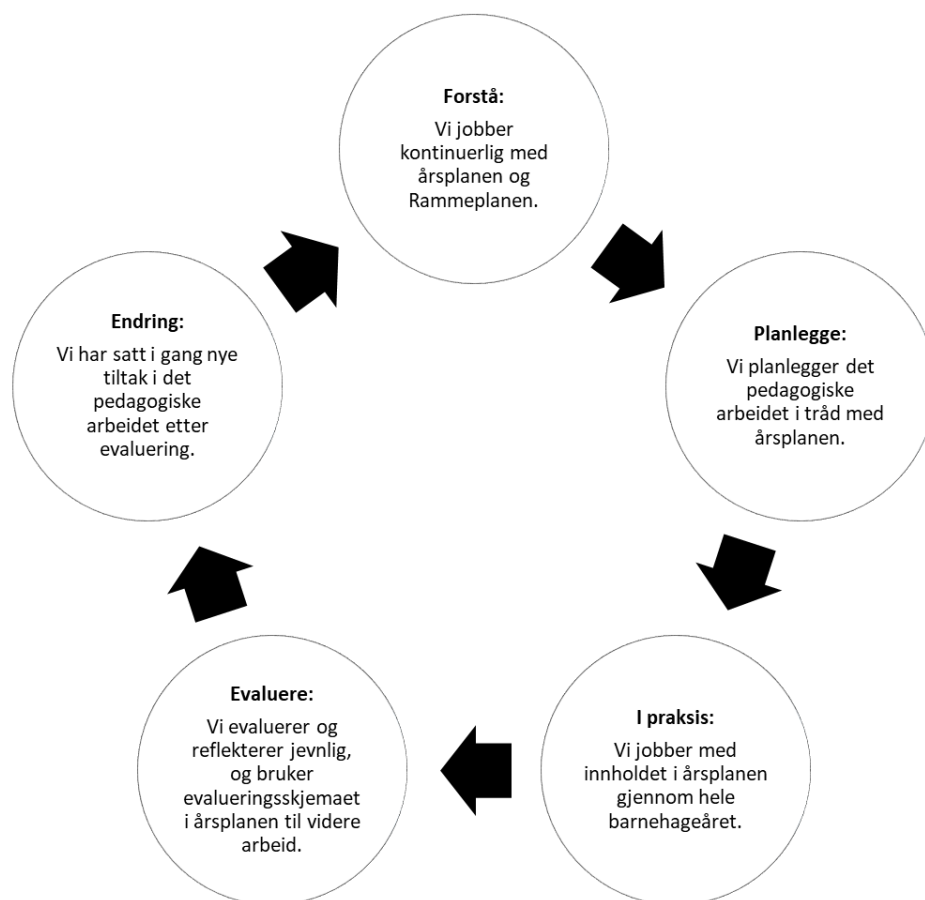 Forstå:
Vi jobber
kontinuerlig med
årsplanen og
Rammeplanen.
Planlegge:
Vi planlegger det
pedagogiske
arbeidet i tråd med
årsplanen.
I praksis:
Vi jobber med
innholdet i årsplanen
gjennom hele
barnehageåret.
Evaluere:
Vi evaluerer og
reflekterer jevnlig,
og bruker
evalueringsskjemaet
i årsplanen til videre
arbeid.
Endring:
Vi har satt i gang nye
tiltak i det
pedagogiske
arbeidet etter
evaluering.